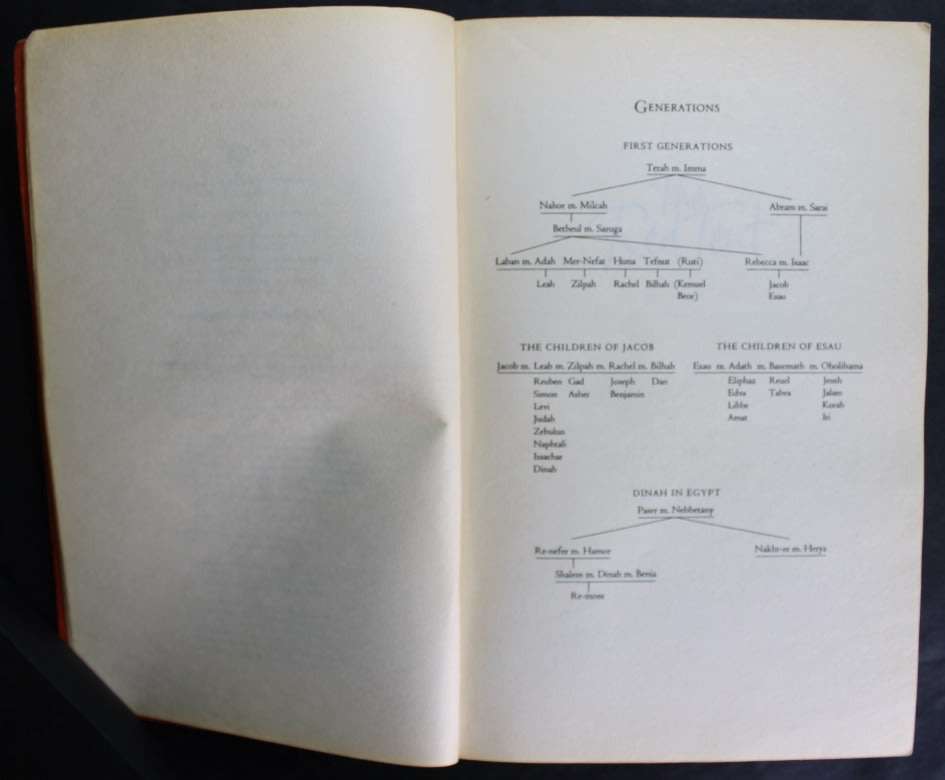 GENERATIONS
FIRST GENERATIONS
Terah m. Imma
Nahor m. Milcah
Abram m. Sarai
Betheul m. Saruga
Laban m. Adah Mer-Nefat Huna Tefnut (Ruti)
Rebecca m. Isaac
Leah Zilpah Rachel Bilhah (Kemuel
Beor)
Jacob
Esau
THE CHILDREN OF JACOB
Jacob m. Leah m. Zilpah m. Rachel m. Bilhah
Reuben Gad Joseph Dan
Simon Asher Benjamin
Levi
Judah
Zebulun
Naphtali
Issachar
Dinah
THE CHILDREN OF ESAU
Esau m. Adath m. Basemath m. Oholibama
Eliphaz Reuel Jeush
Edva Tabea Jalam
Libbe Korah
Amat Iti
DINAH IN EGYPT
Paser m. Nebbetany
Re-nefer m. Hamor
Nakht-re m. Herya
Shalem m. Dinah m. Benia
Re-mose